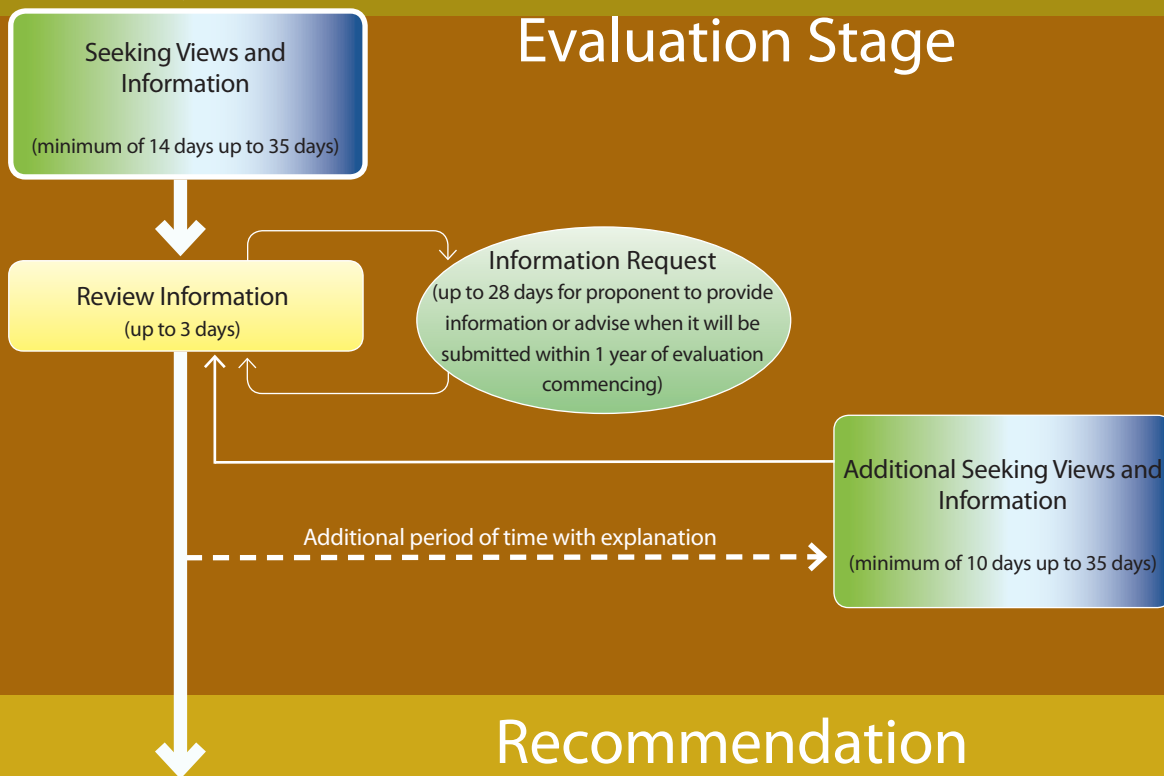 Evaluation Stage
Seeking Views and
Information
(minimum of 14 days up to 35 days)
Review Information
(up to 3 days)
Information Request
(up to 28 days for proponent to provide
information or advise when it will be
submitted within 1 year of evaluation
commencing)
Additional Seeking Views and
Information
(minimum of 10 days up to 35 days)
Additional period of time with explanation
Recommendation